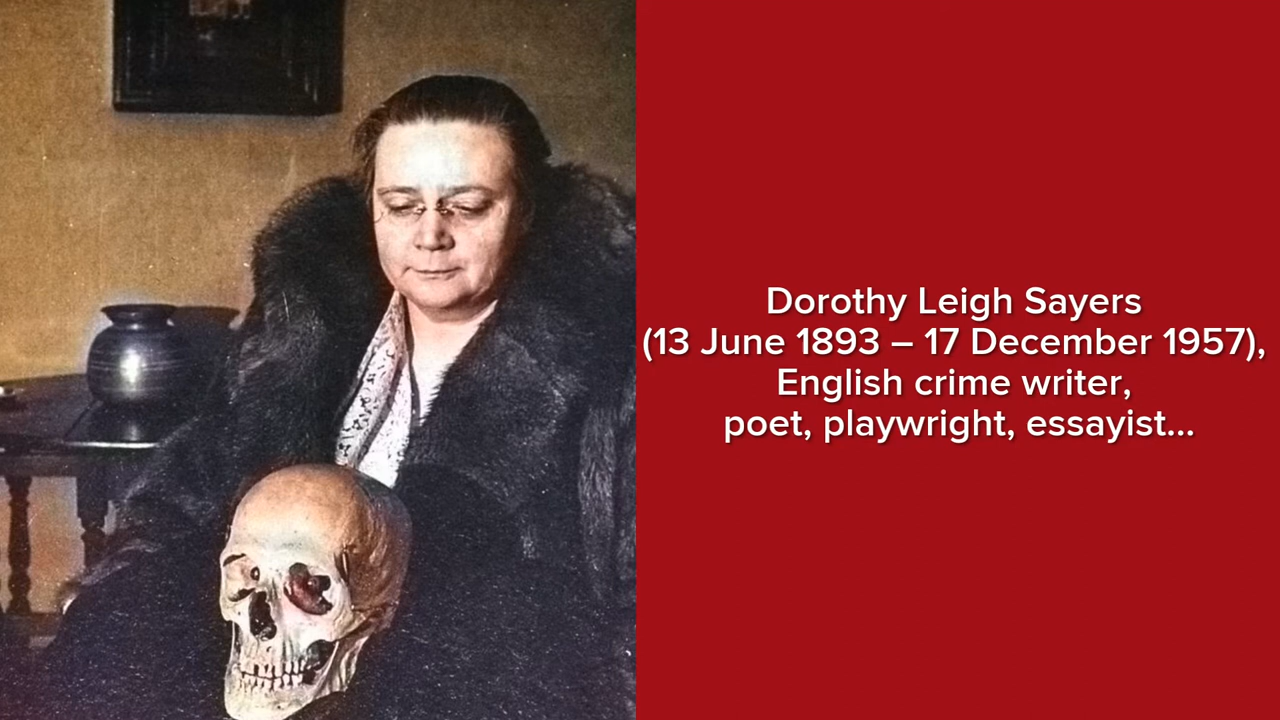 Dorothy Leigh Sayers
(13 June 1893 – 17 December 1957),
English crime writer,
poet, playwright, essayist...